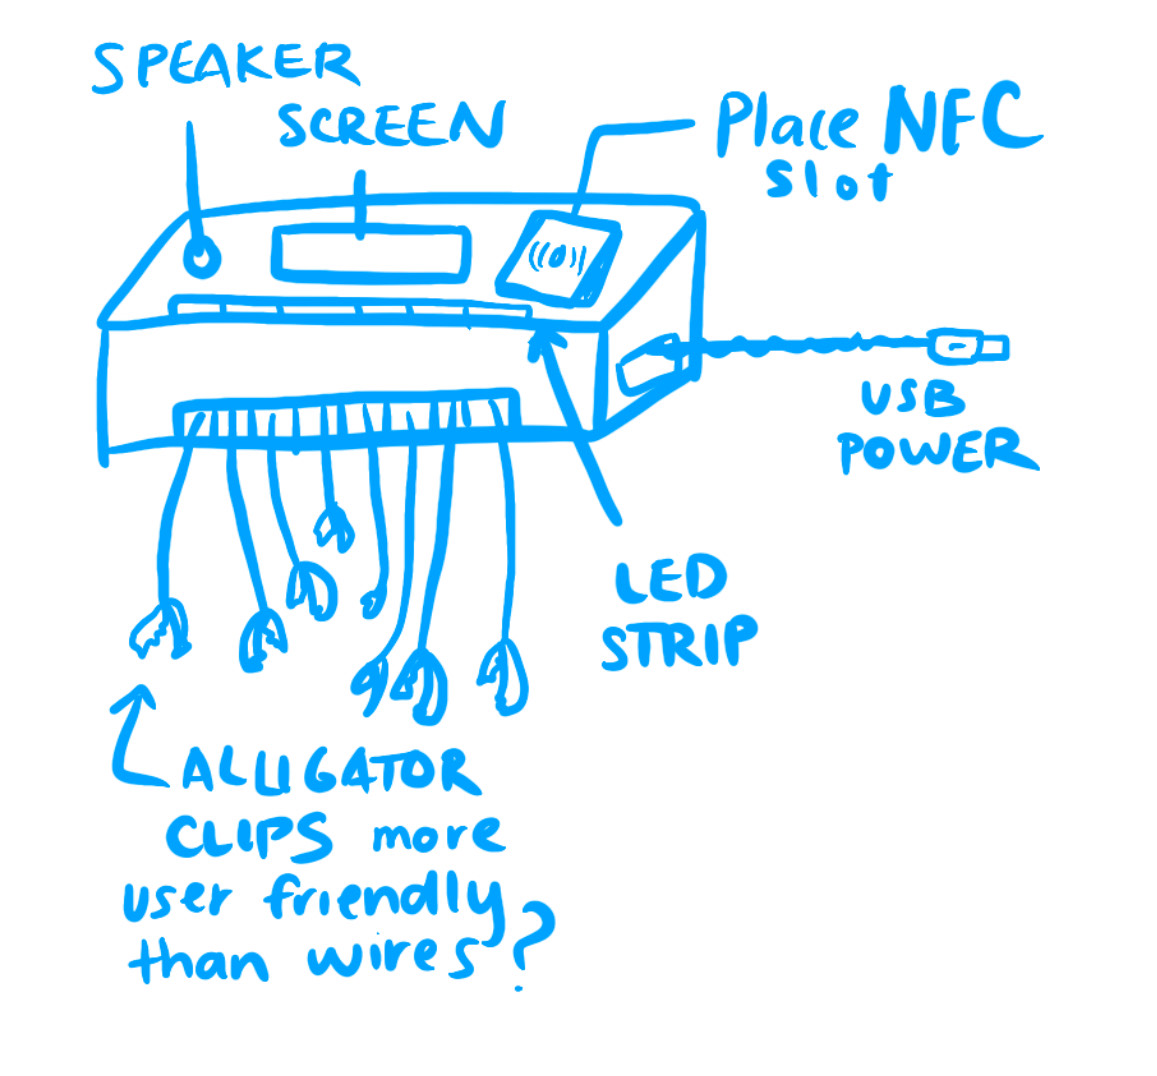 SPEAKER
SCREEN
Place NFC
slot
USB
POWER
LED
STRIP
ALLIGATOR
CLIPS more
user friendly
than wires?